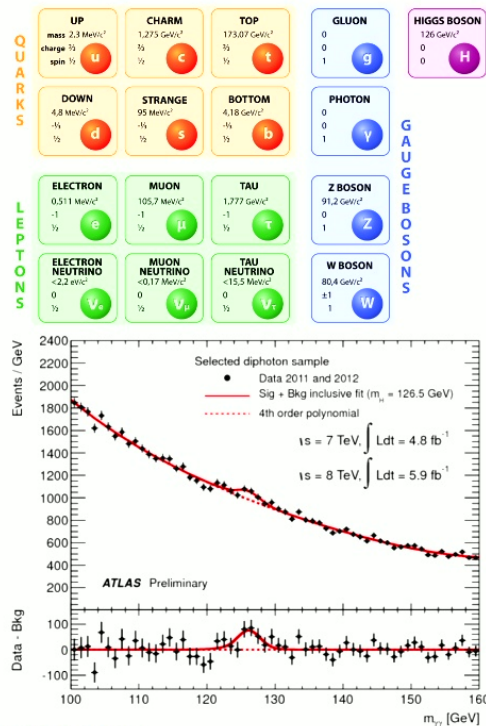 QUARKS
UP
mass 2,3 MeV/c²
charge ⅔
spin ½
u
CHARM
1,275 GeV/c²
⅔
½
c
TOP
173,07 GeV/c²
⅔
½
t
GLUON
0
0
1
g
HIGGS BOSON
126 GeV/c²
0
0
H
DOWN
4,8 MeV/c²
-⅓
½
d
STRANGE
95 MeV/c²
-⅓
½
s
BOTTOM
4,18 GeV/c²
-⅓
½
b
PHOTON
0
0
1
γ
GAUGE BOSONS
LEPTONS
ELECTRON
0,511 MeV/c²
-1
½
e
MUON
105,7 MeV/c²
-1
½
μ
TAU
1,777 GeV/c²
-1
½
τ
Z BOSON
91,2 GeV/c²
0
1
Z
ELECTRON
NEUTRINO
<2,2 eV/c²
0
½
νe
MUON
NEUTRINO
<0,17 MeV/c²
0
½
νμ
TAU
NEUTRINO
<15,5 MeV/c²
0
½
ντ
W BOSON
80,4 GeV/c²
±1
1
W
Events / GeV
2400
2200
2000
1800
1600
1400
1200
1000
800
600
400
200
Selected diphoton sample
Data 2011 and 2012
Sig + Bkg inclusive fit (mH = 126.5 GeV)
4th order polynomial
s = 7 TeV, ∫ Ldt = 4.8 fb⁻¹
s = 8 TeV, ∫ Ldt = 5.9 fb⁻¹
ATLAS Preliminary
Data - Bkg
100
0
-100
100 110 120 130 140 150 160
mγγ [GeV]